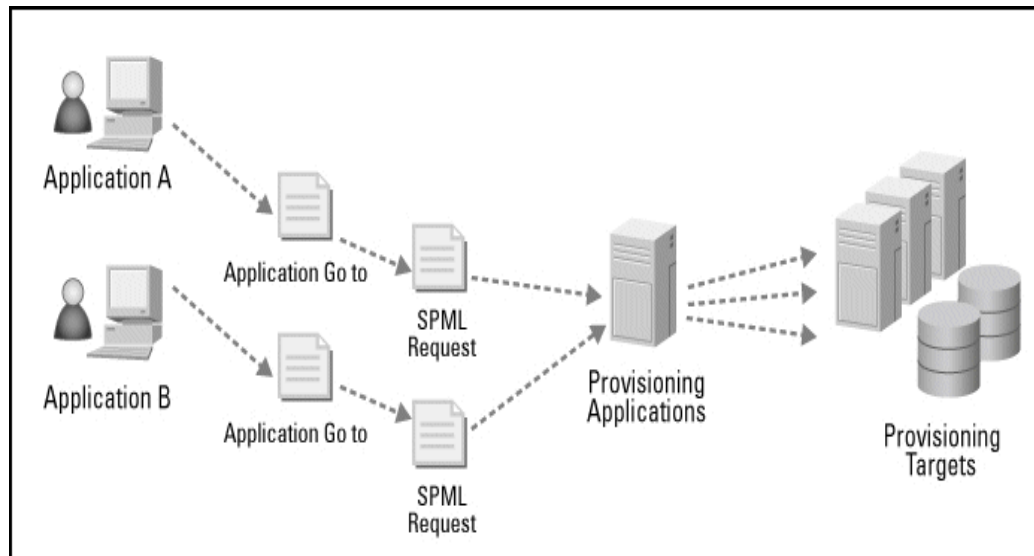 Application A
Application Go to
SPML
Request
Application B
Application Go to
SPML
Request
Provisioning
Applications
Provisioning
Targets